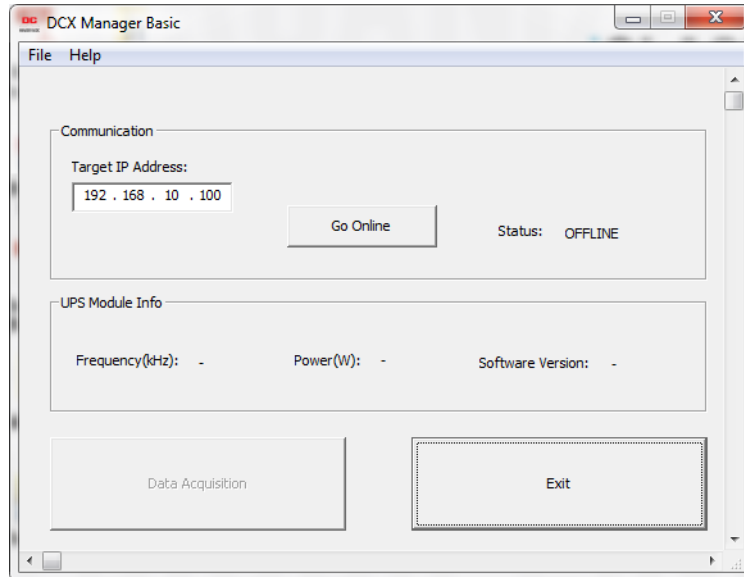 DC DCX Manager Basic
File Help
Communication
Target IP Address:
192 . 168 . 10 . 100
Go Online
Status: OFFLINE
UPS Module Info
Frequency(kHz): -
Power(W): -
Software Version: -
Data Acquisition
Exit